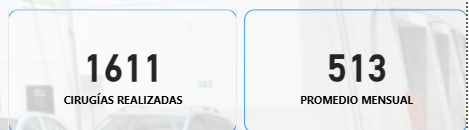 1611
CIRUGÍAS REALIZADAS
513
PROMEDIO MENSUAL